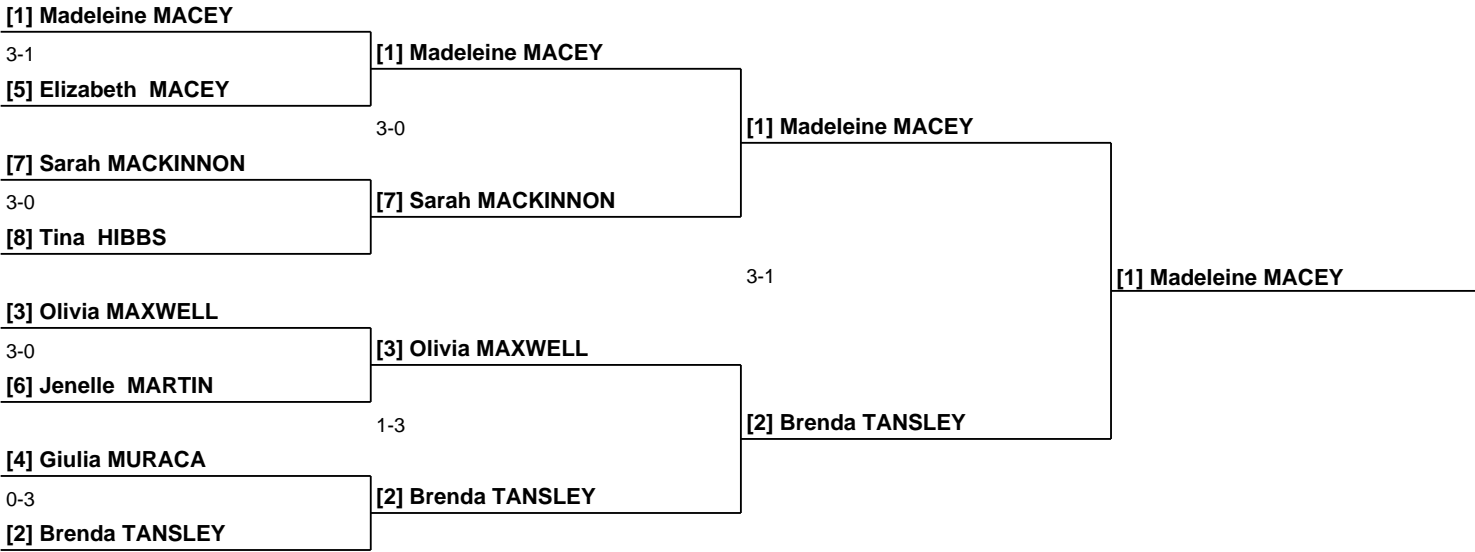 [1] Madeleine MACEY
3-1
[1] Madeleine MACEY
[5] Elizabeth  MACEY
3-0
[1] Madeleine MACEY
[7] Sarah MACKINNON
3-0
[7] Sarah MACKINNON
[8] Tina  HIBBS
3-1
[1] Madeleine MACEY
[3] Olivia MAXWELL
3-0
[3] Olivia MAXWELL
[6] Jenelle  MARTIN
1-3
[2] Brenda TANSLEY
[4] Giulia MURACA
0-3
[2] Brenda TANSLEY
[2] Brenda TANSLEY